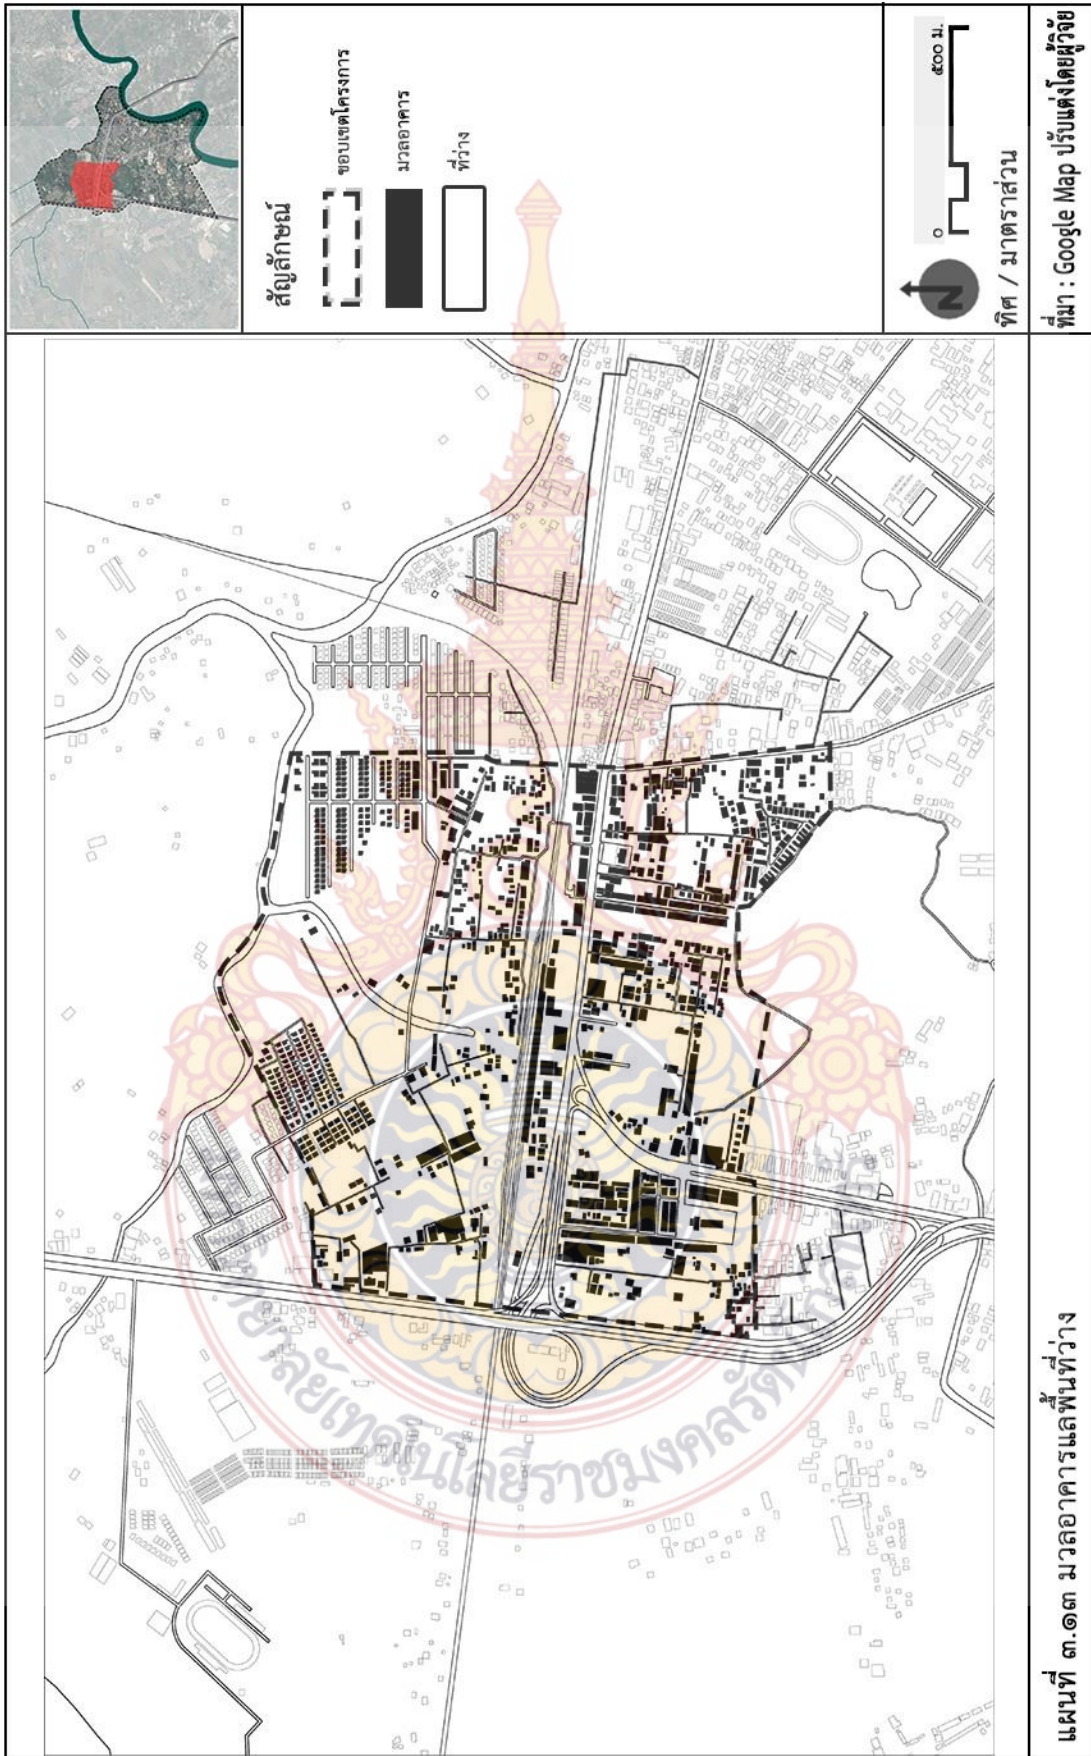 สัญลักษณ์
ขอบเขตโครงการ
มวลอาคาร
ที่ว่าง
๐ ๕๐๐ ม.
N
ทิศ / มาตราส่วน
แผนที่ ๓.๑๓ มวลอาคารและพื้นที่ว่าง
ที่มา : Google Map ปรับแต่งโดยผู้วิจัย